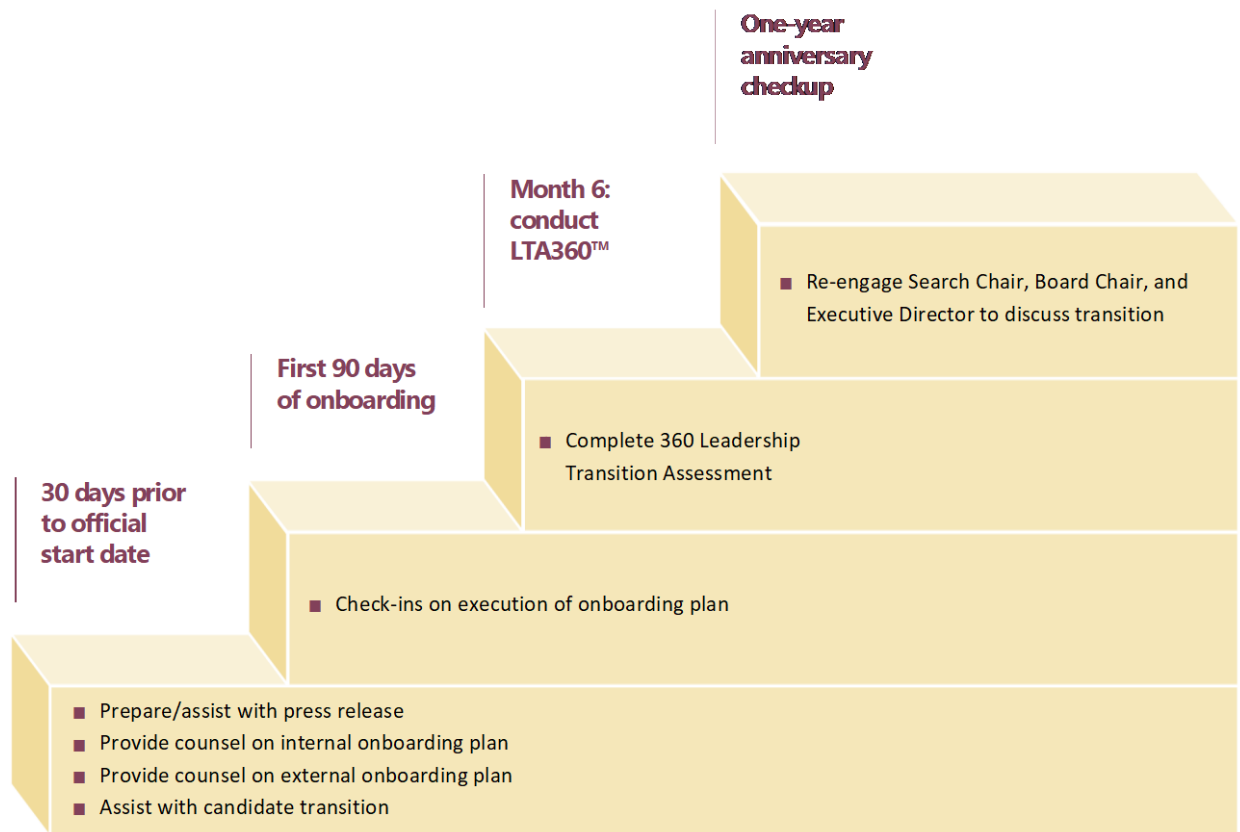 One-year
anniversary
checkup
Month 6:
conduct
LTA360™
■ Re-engage Search Chair, Board Chair, and
Executive Director to discuss transition
First 90 days
of onboarding
■ Complete 360 Leadership
Transition Assessment
30 days prior
to official
start date
■ Check-ins on execution of onboarding plan
■ Prepare/assist with press release
■ Provide counsel on internal onboarding plan
■ Provide counsel on external onboarding plan
■ Assist with candidate transition